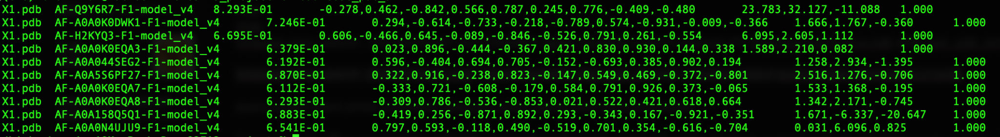 X1.pdb AF-Q9Y6R7-F1-model_v4 8.293E-01 -0.278,0.462,-0.842,0.566,0.787,0.245,0.776,-0.409,-0.480 23.783,32.127,-11.088 1.000
X1.pdb AF-A0A0K0DWK1-F1-model_v4 7.246E-01 0.294,-0.614,-0.733,-0.218,-0.789,0.574,-0.931,-0.009,-0.366 1.666,1.767,-0.360 1.000
X1.pdb AF-H2KYQ3-F1-model_v4 6.695E-01 0.606,-0.466,0.645,-0.089,-0.846,-0.526,0.791,0.261,-0.554 6.095,2.605,1.112 1.000
X1.pdb AF-A0A0K0EQA3-F1-model_v4 6.379E-01 0.023,0.896,-0.444,-0.367,0.421,0.830,0.930,0.144,0.338 1.589,2.210,0.082 1.000
X1.pdb AF-A0A044SEG2-F1-model_v4 6.192E-01 0.596,-0.404,0.694,0.705,-0.152,-0.693,0.385,0.902,0.194 1.258,2.934,-1.395 1.000
X1.pdb AF-A0A5S6PF27-F1-model_v4 6.870E-01 0.322,0.916,-0.238,0.823,-0.147,0.549,0.469,-0.372,-0.801 2.516,1.276,-0.706 1.000
X1.pdb AF-A0A0K0EQA7-F1-model_v4 6.112E-01 -0.333,0.721,-0.608,-0.179,0.584,0.791,0.926,0.373,-0.065 1.533,1.368,-0.195 1.000
X1.pdb AF-A0A0K0EQA8-F1-model_v4 6.293E-01 -0.309,0.786,-0.536,-0.853,0.021,0.522,0.421,0.618,0.664 1.342,2.171,-0.745 1.000
X1.pdb AF-A0A158Q5Q1-F1-model_v4 6.883E-01 -0.419,0.256,-0.871,0.892,0.293,-0.343,0.167,-0.921,-0.351 1.671,-6.337,-20.647 1.000
X1.pdb AF-A0A0N4UJU9-F1-model_v4 6.541E-01 0.797,0.593,-0.118,0.490,-0.519,0.701,0.354,-0.616,-0.704 0.031,6.096,0.825 1.000